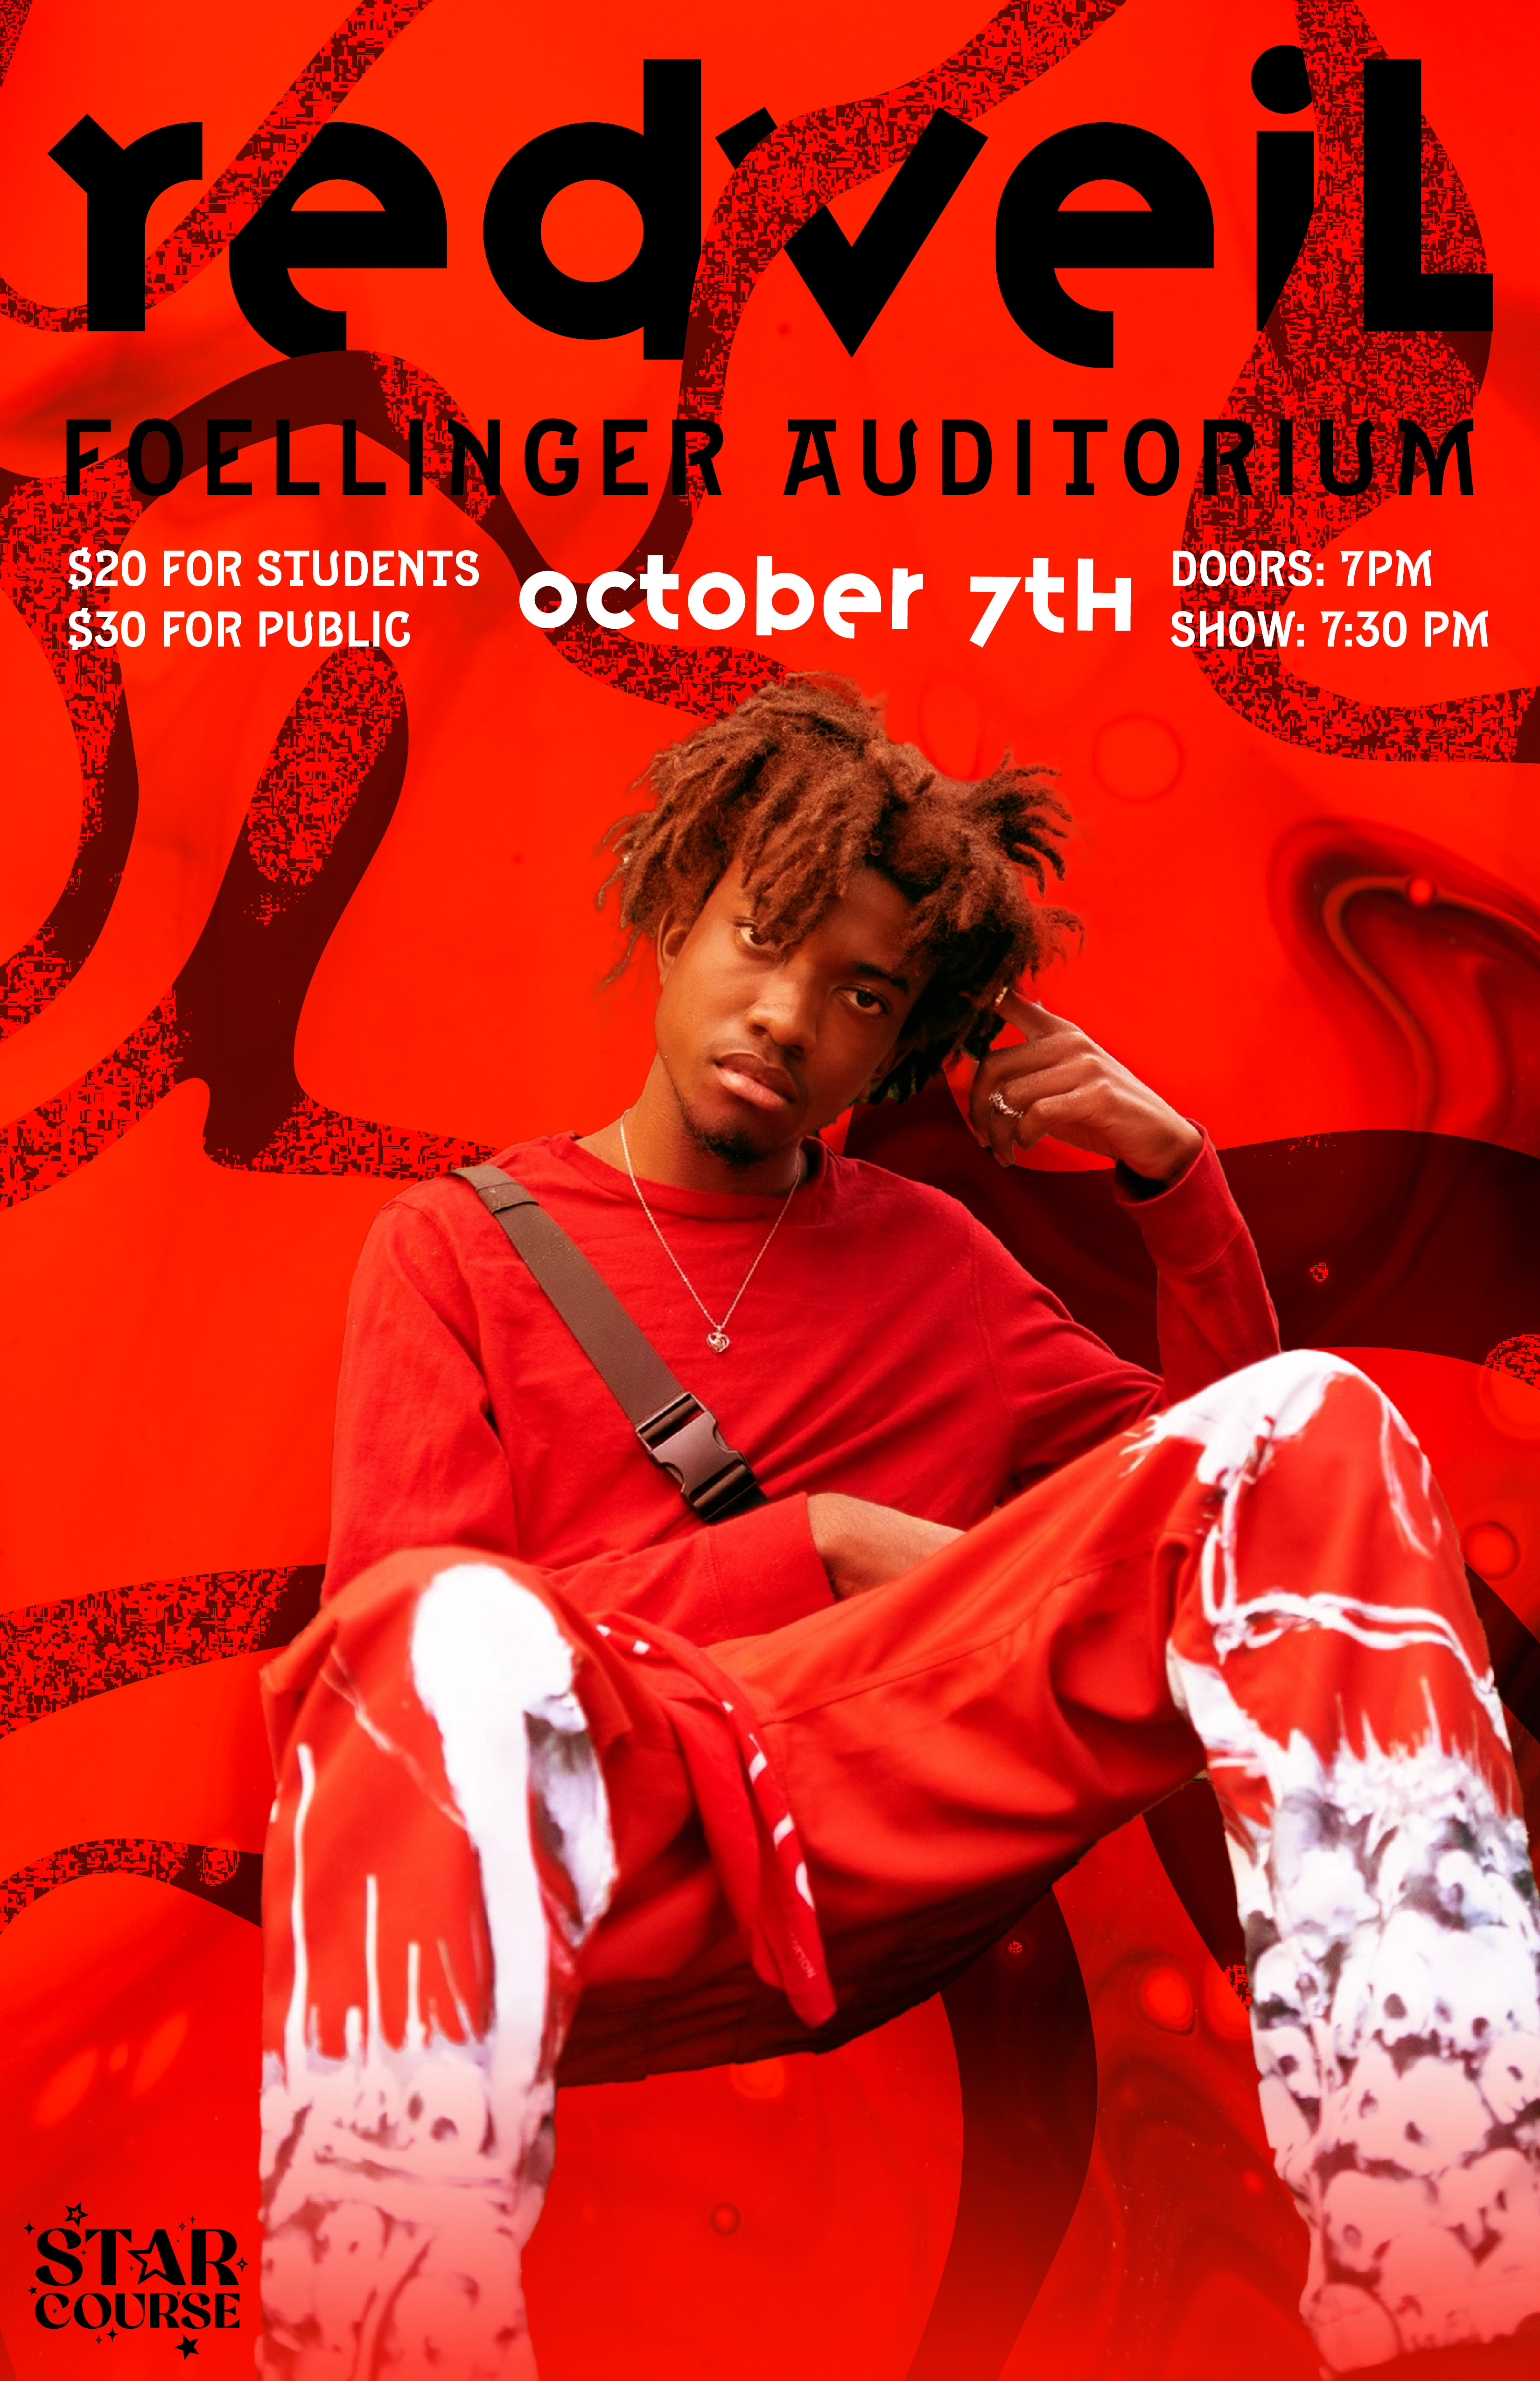 redveiL
FOELLINGER AUDITORIUM
$20 FOR STUDENTS
$30 FOR PUBLIC
october 7tH
DOORS: 7PM
SHOW: 7:30 PM
STAR
COURSE